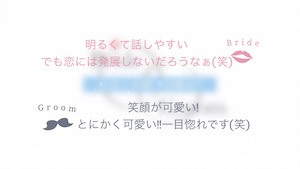 明るくて話しやすい
Bride
でも恋には発展しないだろうなぁ(笑)
Groom
笑顔が可愛い!
とにかく可愛い!!一目惚れです(笑)